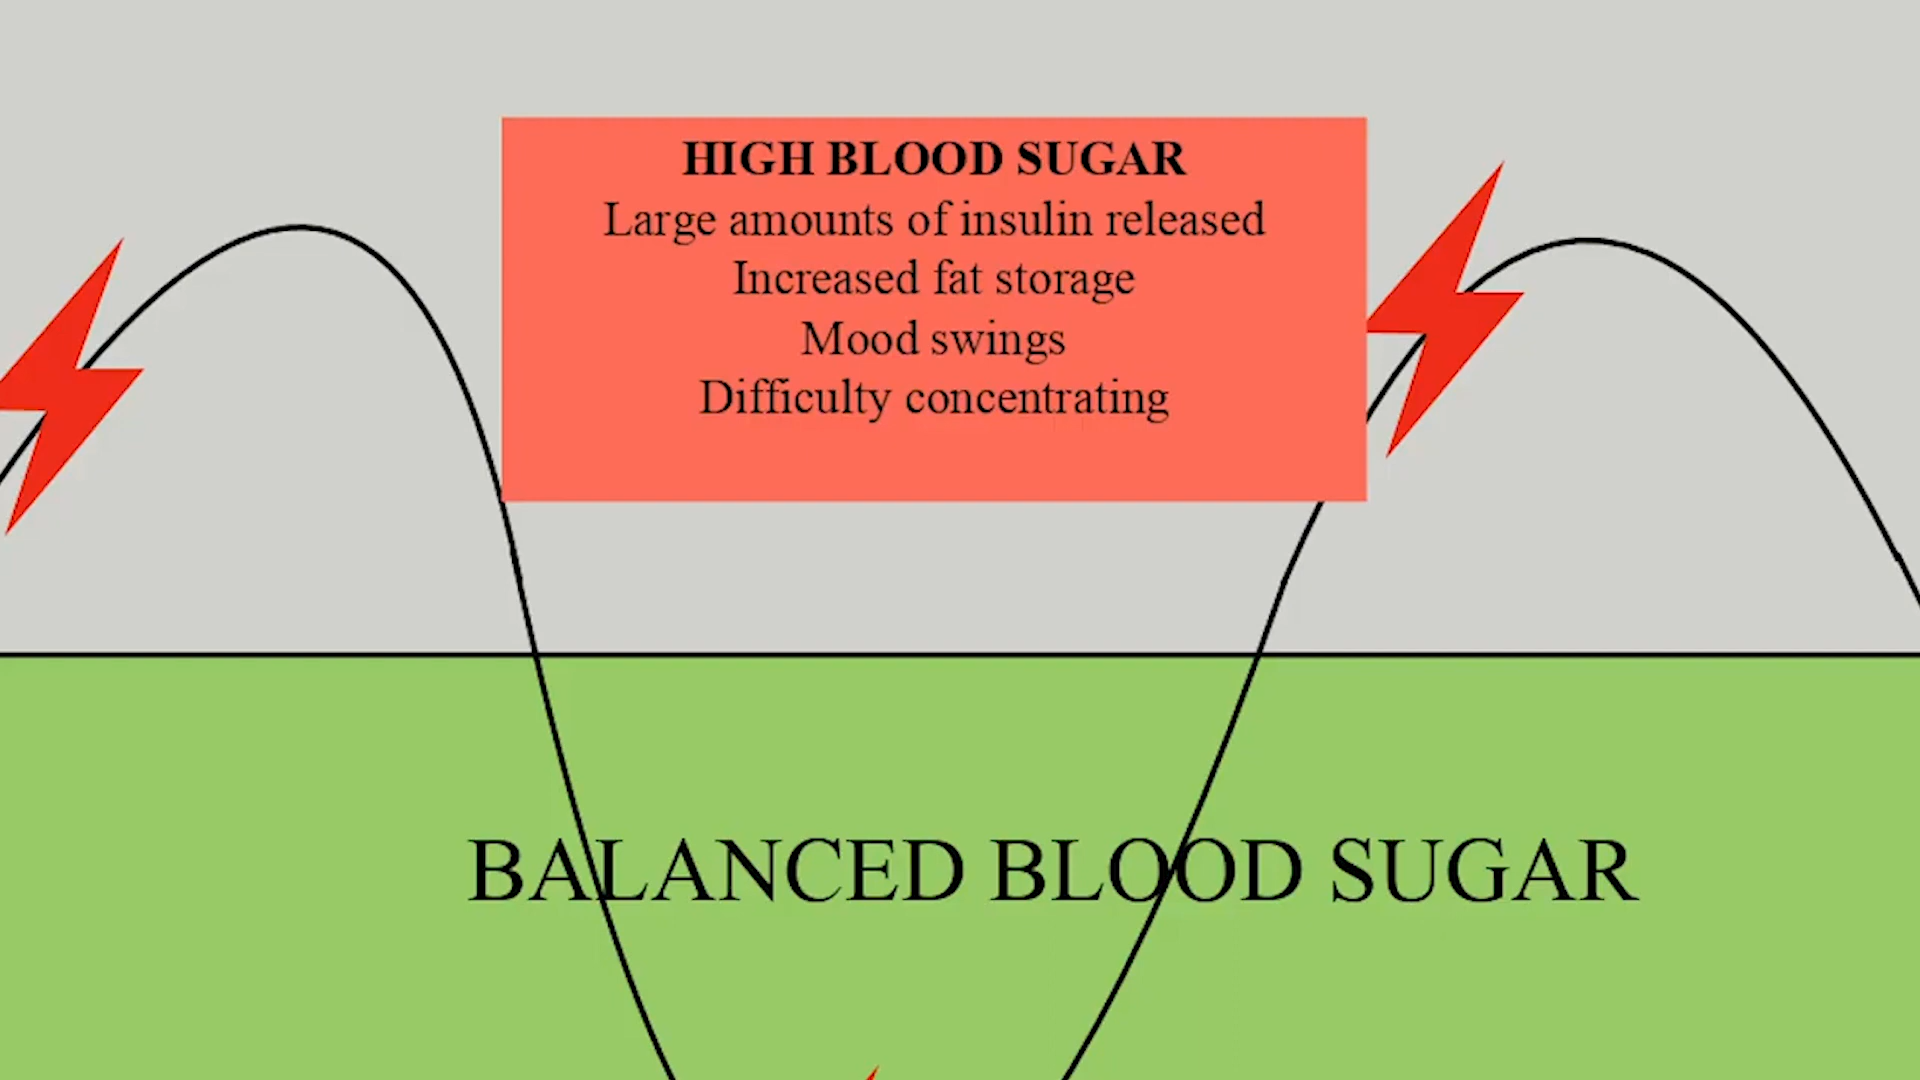 HIGH BLOOD SUGAR
Large amounts of insulin released
Increased fat storage
Mood swings
Difficulty concentrating
BALANCED BLOOD SUGAR